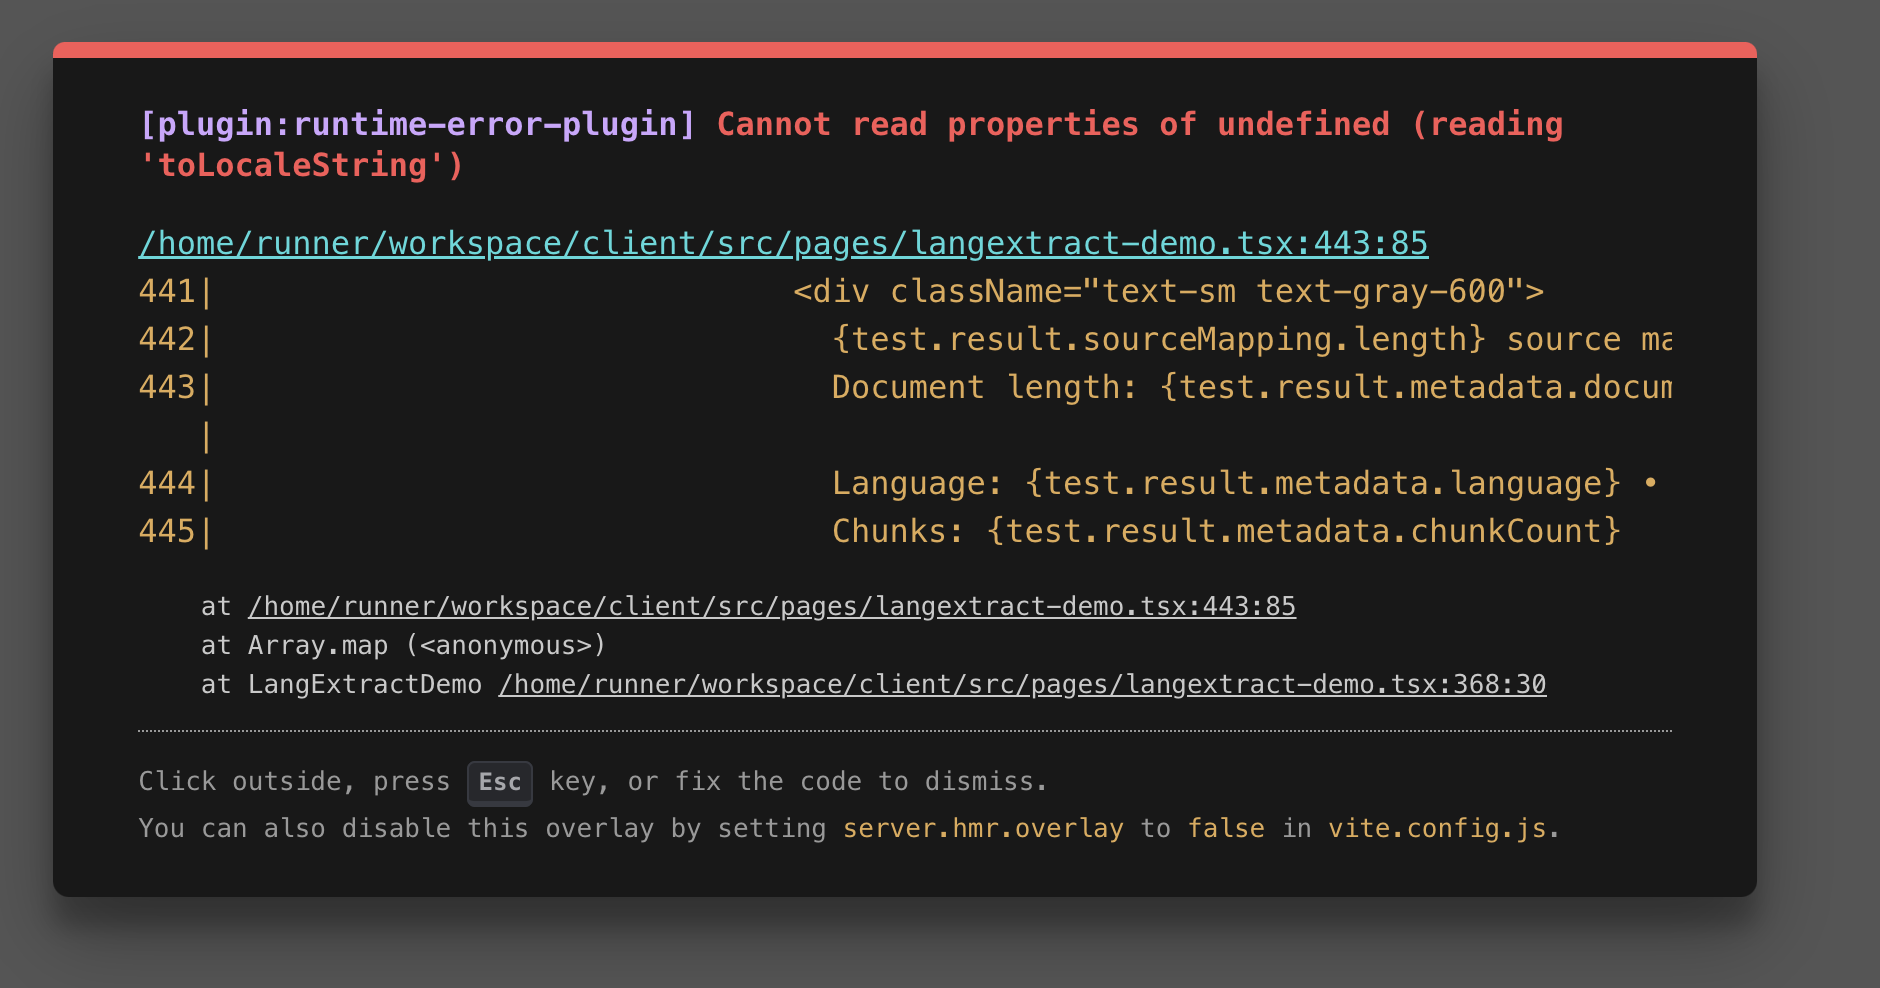 [plugin:runtime-error-plugin] Cannot read properties of undefined (reading
'toLocaleString')
/home/runner/workspace/client/src/pages/langextract-demo.tsx:443:85
441|                              <div className="text-sm text-gray-600">
442|                                {test.result.sourceMapping.length} source
443|                                Document length: {test.result.metadata.docum
|
444|                                Language: {test.result.metadata.language} •
445|                                Chunks: {test.result.metadata.chunkCount}
at /home/runner/workspace/client/src/pages/langextract-demo.tsx:443:85
at Array.map (<anonymous>)
at LangExtractDemo /home/runner/workspace/client/src/pages/langextract-demo.tsx:368:30
Click outside, press Esc key, or fix the code to dismiss.
You can also disable this overlay by setting server.hmr.overlay to false in vite.config.js.